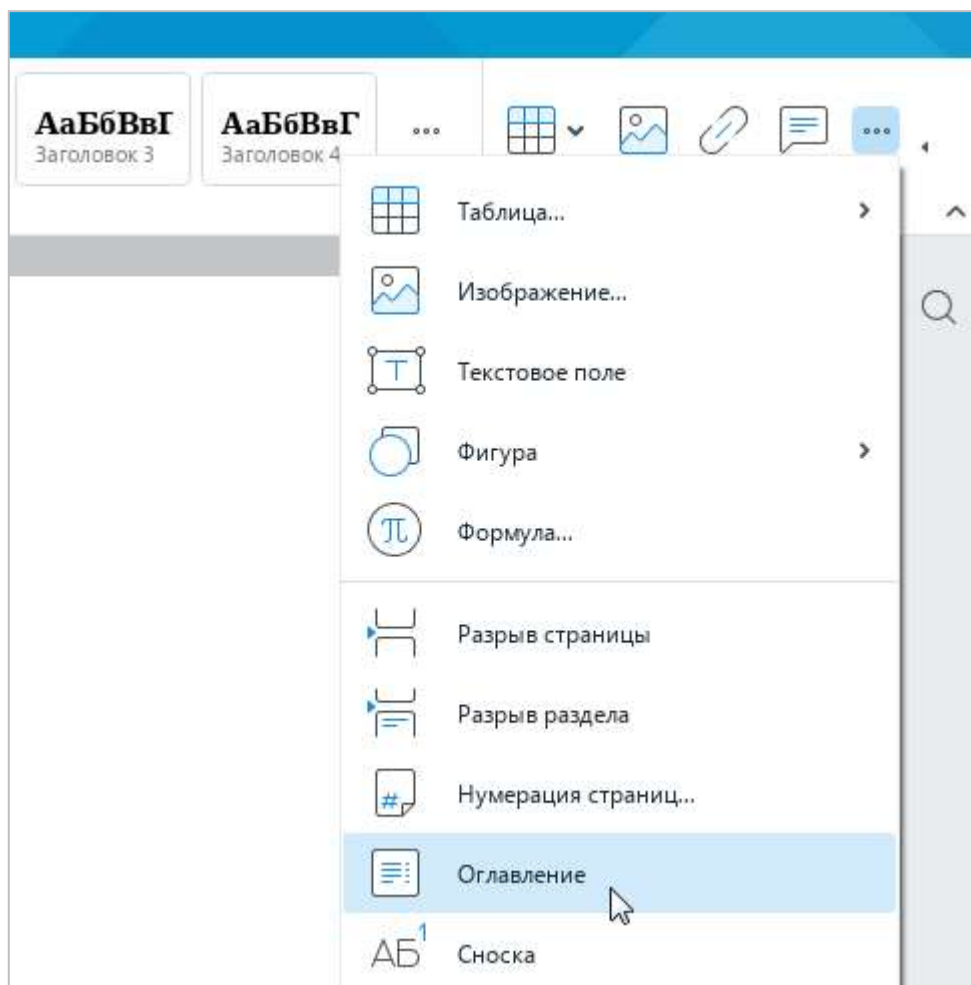 АаБбВвГ АаБбВвГ
Заголовок 3 Заголовок 4
Таблица...
Изображение...
Текстовое поле
Фигура
Формула...
Разрыв страницы
Разрыв раздела
Нумерация страниц...
Оглавление
АБ1 Сноска